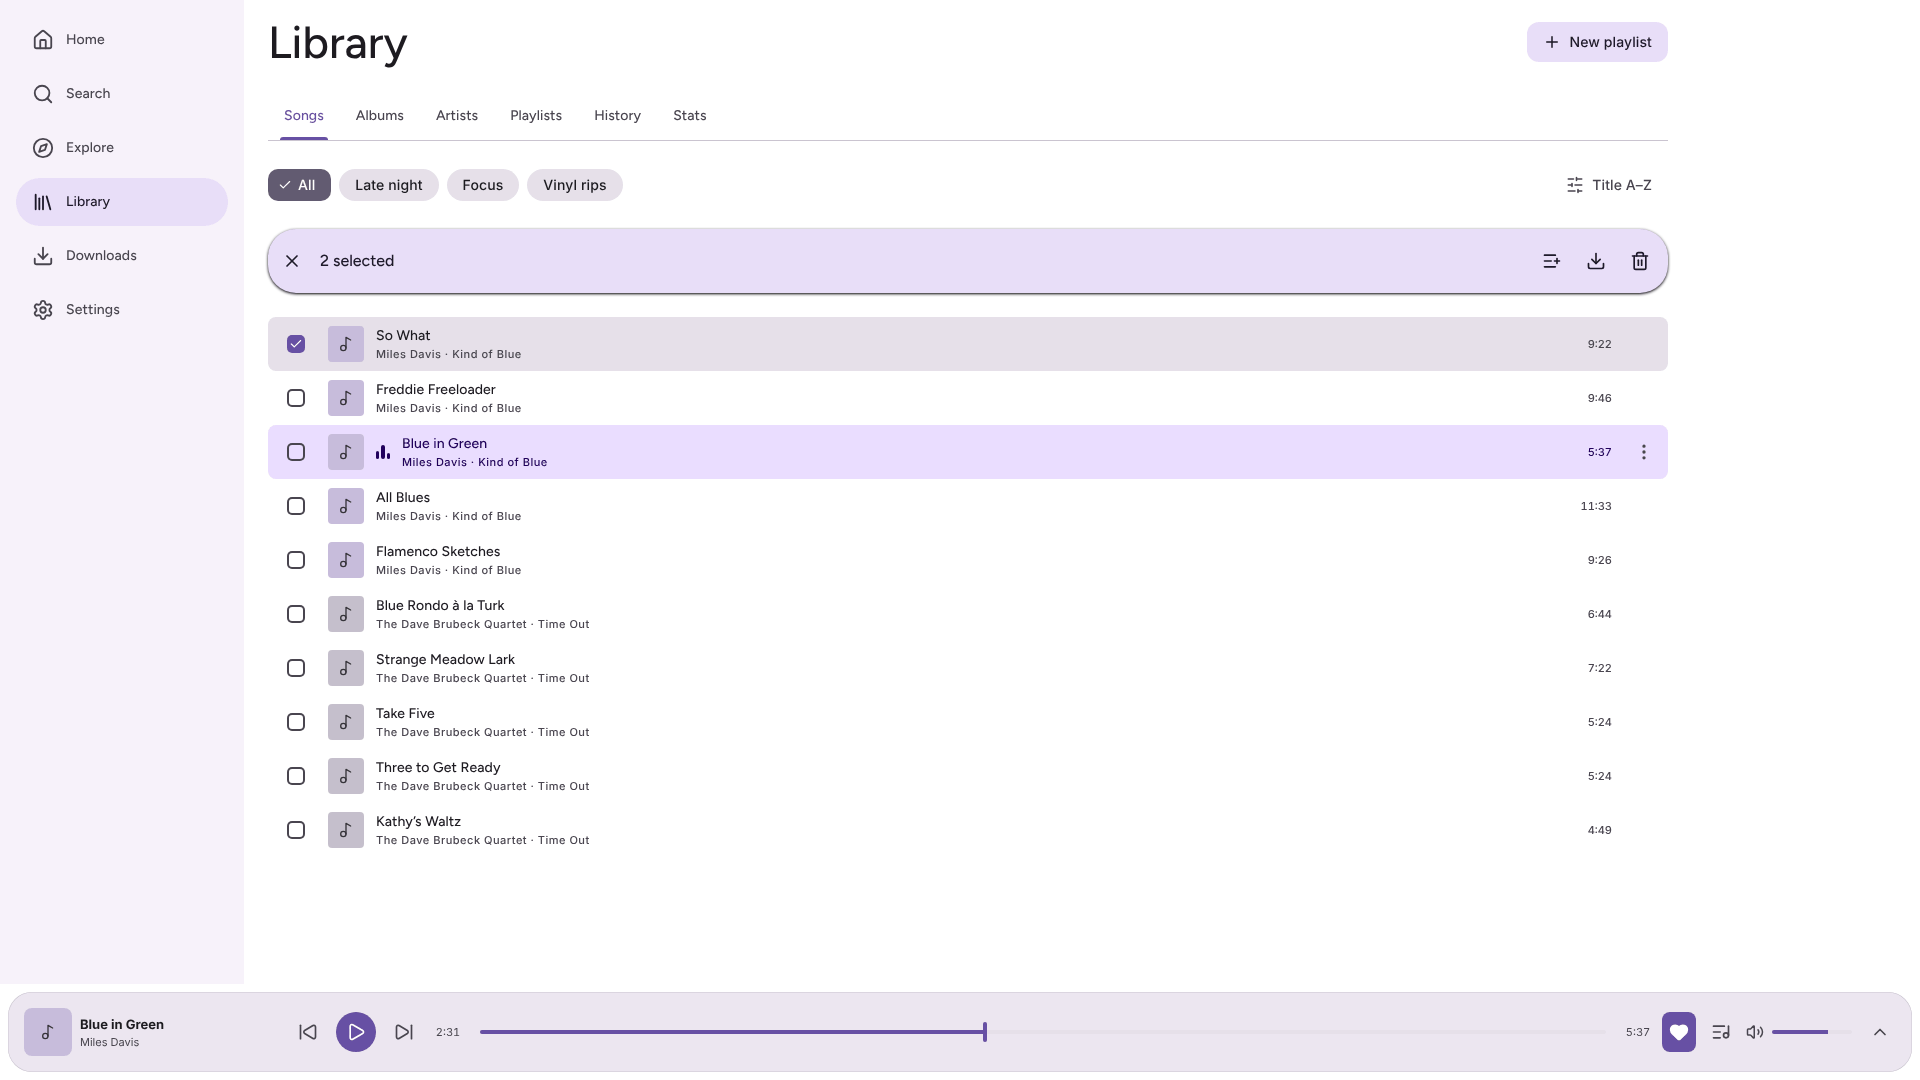 Home
Search
Explore
Library
Downloads
Settings
Library
New playlist
Songs
Albums
Artists
Playlists
History
Stats
All
Late night
Focus
Vinyl rips
Title A–Z
2 selected
So What
Miles Davis · Kind of Blue
9:22
Freddie Freeloader
Miles Davis · Kind of Blue
9:46
Blue in Green
Miles Davis · Kind of Blue
5:37
All Blues
Miles Davis · Kind of Blue
11:33
Flamenco Sketches
Miles Davis · Kind of Blue
9:26
Blue Rondo à la Turk
The Dave Brubeck Quartet · Time Out
6:44
Strange Meadow Lark
The Dave Brubeck Quartet · Time Out
7:22
Take Five
The Dave Brubeck Quartet · Time Out
5:24
Three to Get Ready
The Dave Brubeck Quartet · Time Out
5:24
Kathy’s Waltz
The Dave Brubeck Quartet · Time Out
4:49
Blue in Green
Miles Davis
2:31
5:37